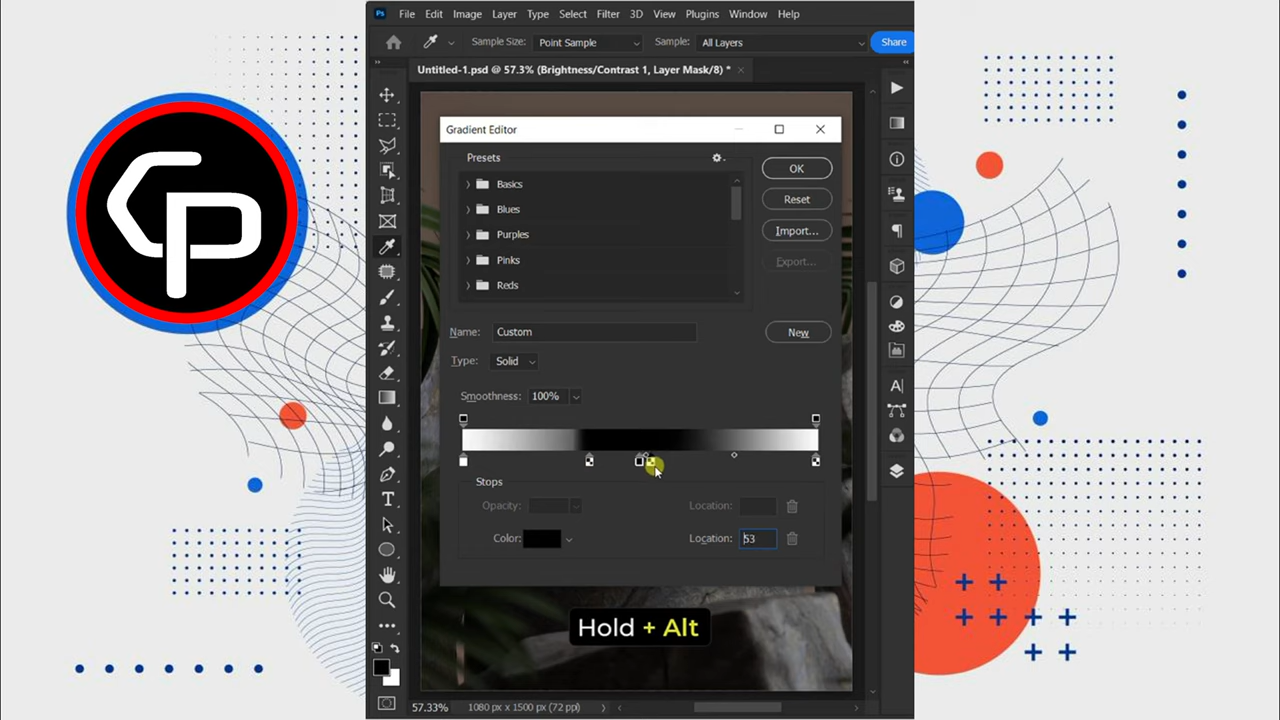 Ps File Edit Image Layer Type Select Filter 3D View Plugins Window Help
Sample Size: Point Sample Sample: All Layers Share
Untitled-1.psd @ 57.3% (Brightness/Contrast 1, Layer Mask/8) *
Gradient Editor
Presets
Basics
Blues
Purples
Pinks
Reds
OK
Reset
Import...
Export...
Name: Custom New
Type: Solid
Smoothness: 100%
Stops
Opacity: Location:
Color: Location: 53
Hold + Alt
57.33% 1080 px x 1500 px (72 ppi)